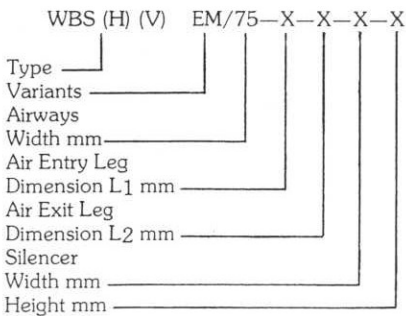 WBS (H) (V) EM/75—X—X—X—X
Type
Variants
Airways
Width mm
Air Entry Leg
Dimension L1 mm
Air Exit Leg
Dimension L2 mm
Silencer
Width mm
Height mm